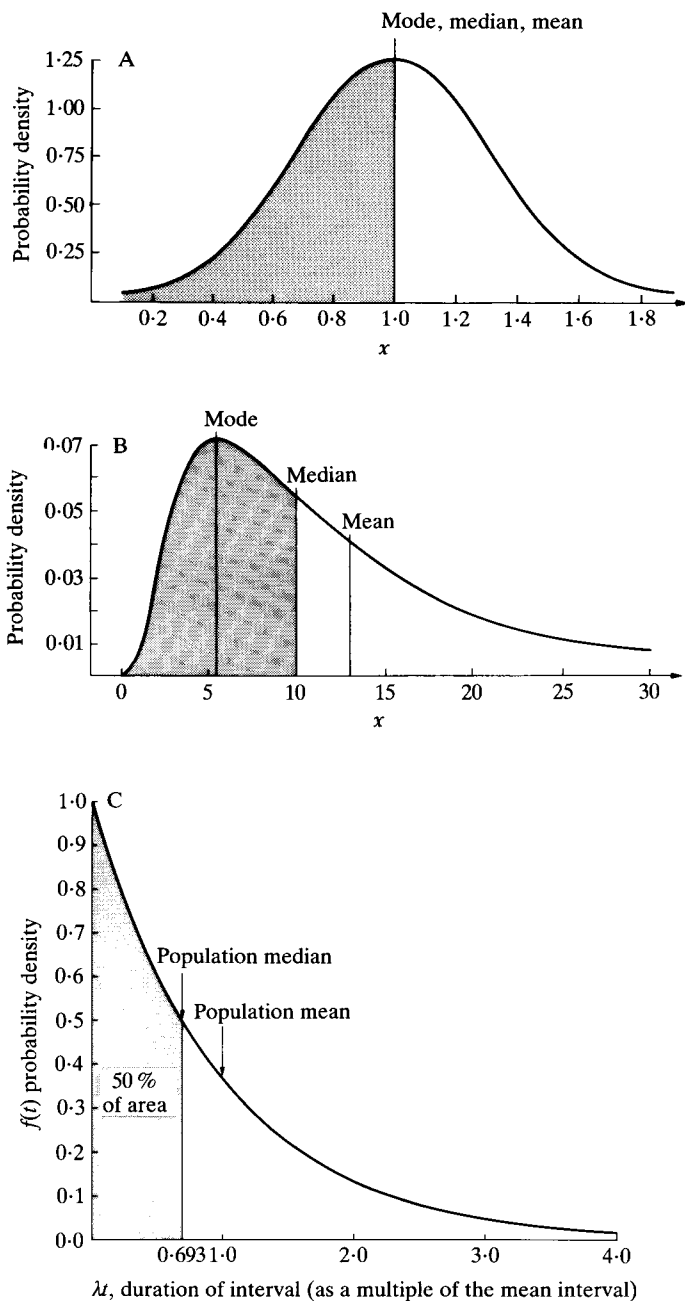 Mode, median, mean
A
1·25
1·00
0·75
0·50
0·25
Probability density
0·2 0·4 0·6 0·8 1·0 1·2 1·4 1·6 1·8
x
Mode
B
Median
Mean
0·07
0·05
0·03
0·01
Probability density
0 5 10 15 20 25 30
x
C
1·0
0·9
0·8
0·7
0·6
0·5
0·4
0·3
0·2
0·1
0·0
f(t) probability density
Population median
Population mean
50 %
of area
0·693 1·0 2·0 3·0 4·0
λt, duration of interval (as a multiple of the mean interval)